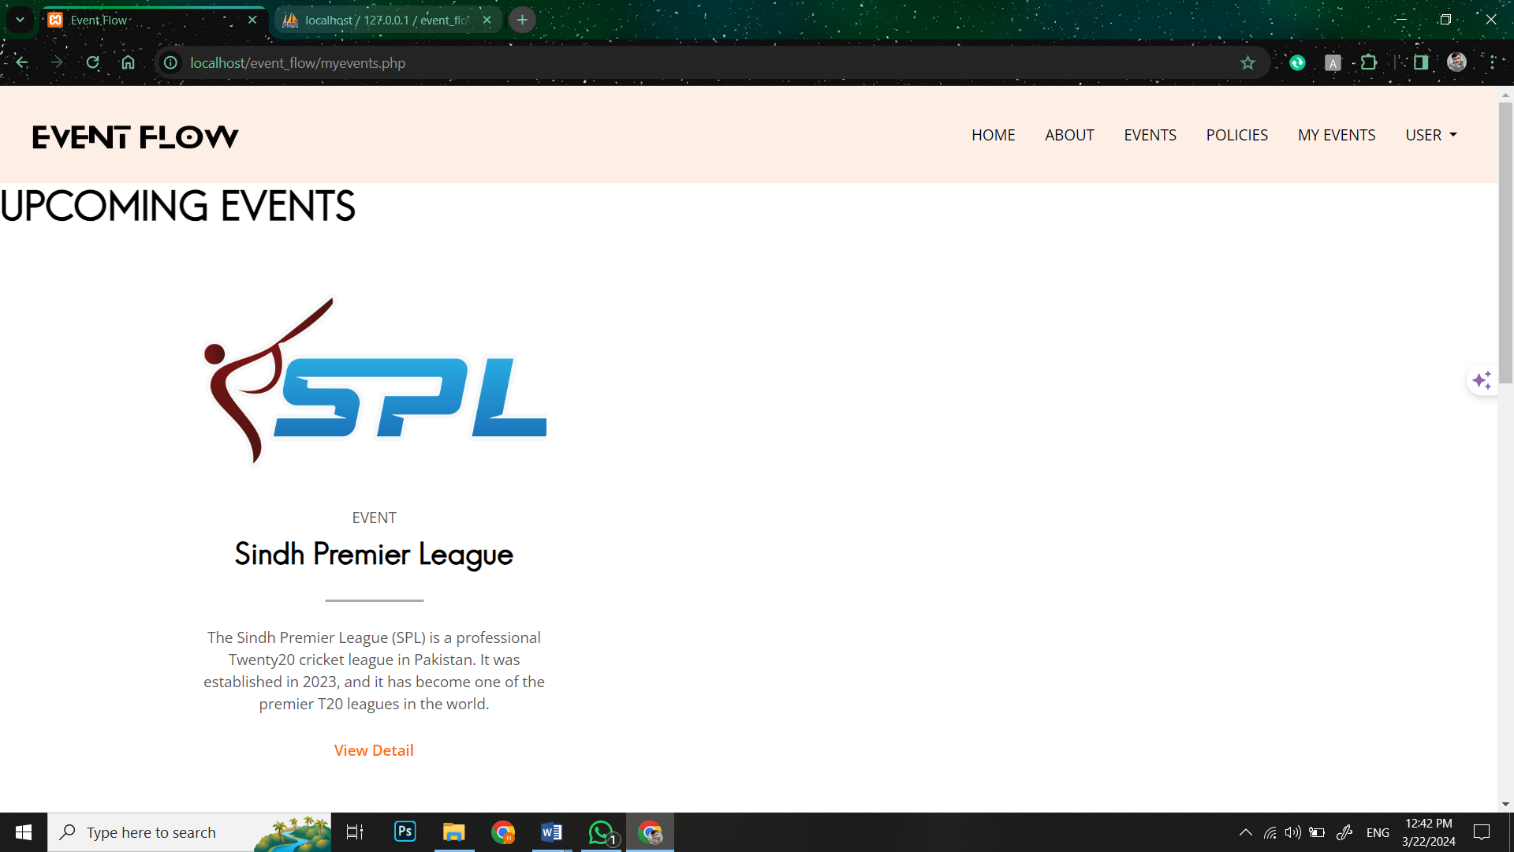 Event Flow
localhost / 127.0.0.1 / event_flo
localhost/event_flow/myevents.php
A
EVENT FLOW
HOME
ABOUT
EVENTS
POLICIES
MY EVENTS
USER
UPCOMING EVENTS
SPL
EVENT
Sindh Premier League
The Sindh Premier League (SPL) is a professional
Twenty20 cricket league in Pakistan. It was
established in 2023, and it has become one of the
premier T20 leagues in the world.
View Detail
Type here to search
Ps
1
ENG
12:42 PM
3/22/2024